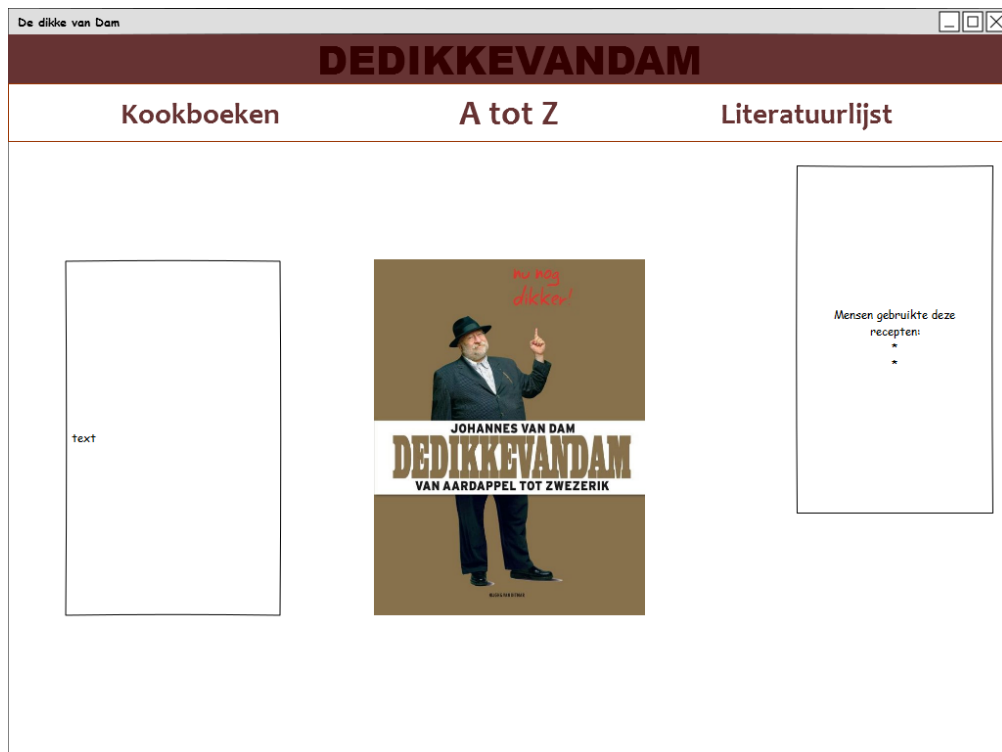 De dikke van Dam
DEDIKKEVANDAM
Kookboeken
A tot Z
Literatuurlijst
text
nu nog
dikker!
JOHANNES VAN DAM
DEDIKKEVANDAM
VAN AARDAPPEL TOT ZWEZERIK
Mensen gebruikte deze
recepten:
*
*